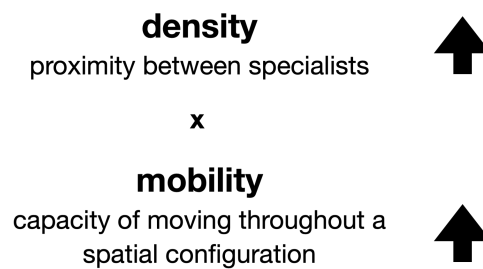 density
proximity between specialists
x
mobility
capacity of moving throughout a
spatial configuration